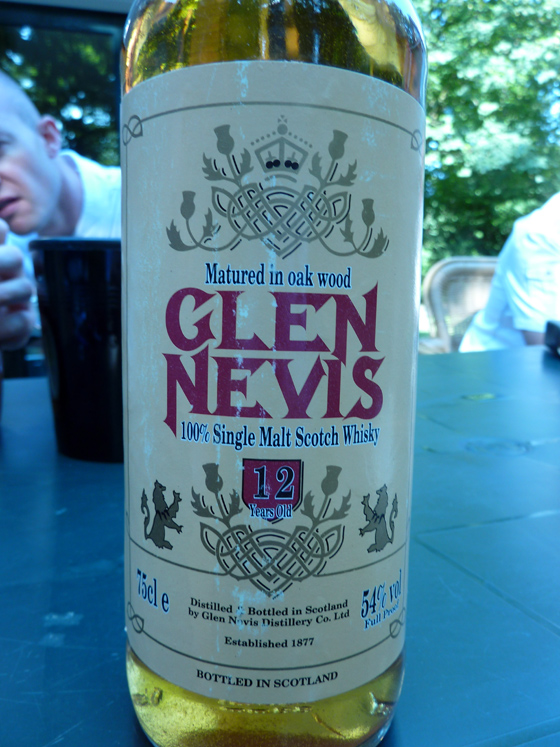 Matured in oak wood
GLEN
NEVIS
100% Single Malt Scotch Whisky
12
Years Old
75cl e
54% vol
Full Proof
Distilled & Bottled in Scotland
by Glen Nevis Distillery Co. Ltd
Established 1877
BOTTLED IN SCOTLAND